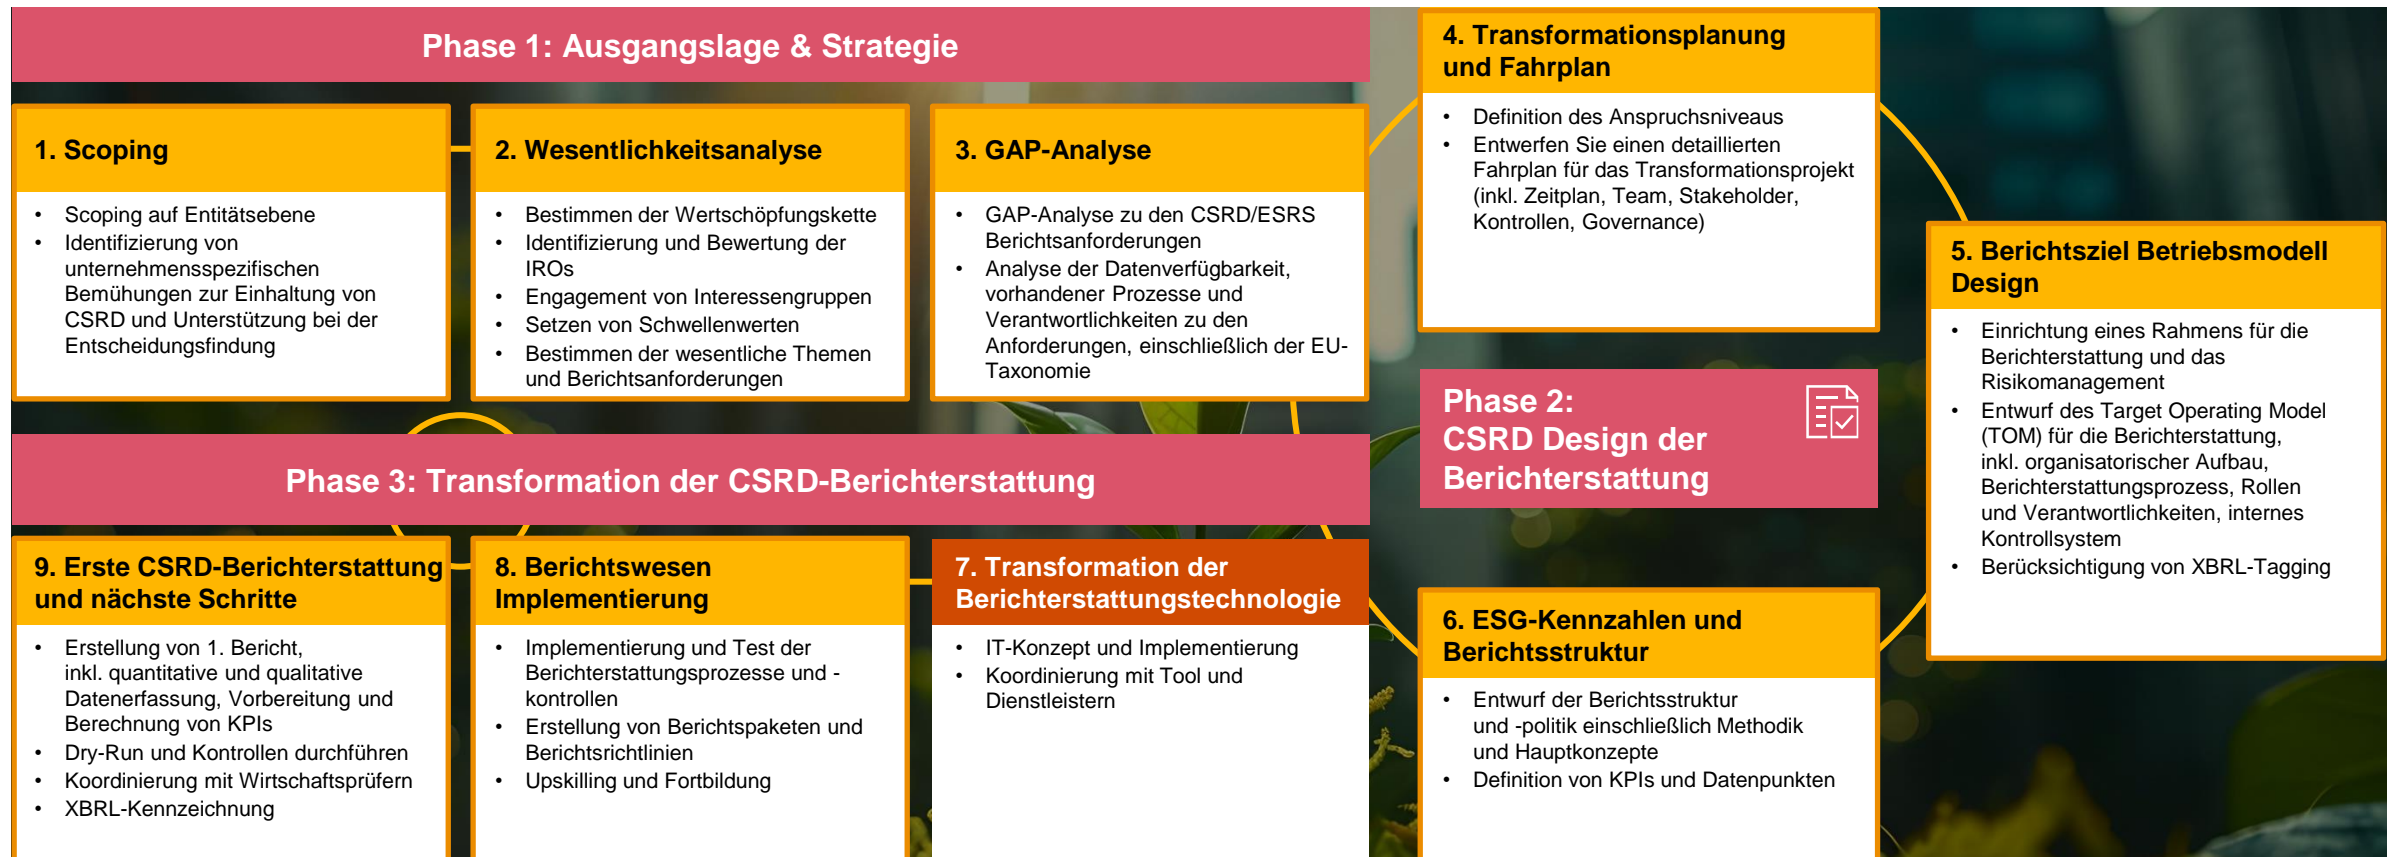 Phase 1: Ausgangslage & Strategie
1. Scoping
• Scoping auf Entitätsebene
• Identifizierung von
unternehmensspezifischen
Bemühungen zur Einhaltung von
CSRD und Unterstützung bei der
Entscheidungsfindung
2. Wesentlichkeitsanalyse
• Bestimmen der Wertschöpfungskette
• Identifizierung und Bewertung der
IROs
• Engagement von Interessengruppen
• Setzen von Schwellenwerten
• Bestimmen der wesentliche Themen
und Berichtsanforderungen
3. GAP-Analyse
• GAP-Analyse zu den CSRD/ESRS
Berichtsanforderungen
• Analyse der Datenverfügbarkeit,
vorhandener Prozesse und
Verantwortlichkeiten zu den
Anforderungen, einschließlich der EU-
Taxonomie
4. Transformationsplanung
und Fahrplan
• Definition des Anspruchsniveaus
• Entwerfen Sie einen detaillierten
Fahrplan für das Transformationsprojekt
(inkl. Zeitplan, Team, Stakeholder,
Kontrollen, Governance)
Phase 2:
CSRD Design der
Berichterstattung
5. Berichtsziel Betriebsmodell
Design
• Einrichtung eines Rahmens für die
Berichterstattung und das
Risikomanagement
• Entwurf des Target Operating Model
(TOM) für die Berichterstattung,
inkl. organisatorischer Aufbau,
Berichterstattungsprozess, Rollen
und Verantwortlichkeiten, internes
Kontrollsystem
• Berücksichtigung von XBRL-Tagging
6. ESG-Kennzahlen und
Berichtsstruktur
• Entwurf der Berichtsstruktur
und -politik einschließlich Methodik
und Hauptkonzepte
• Definition von KPIs und Datenpunkten
Phase 3: Transformation der CSRD-Berichterstattung
9. Erste CSRD-Berichterstattung
und nächste Schritte
• Erstellung von 1. Bericht,
inkl. quantitative und qualitative
Datenerfassung, Vorbereitung und
Berechnung von KPIs
• Dry-Run und Kontrollen durchführen
• Koordinierung mit Wirtschaftsprüfern
• XBRL-Kennzeichnung
8. Berichtswesen
Implementierung
• Implementierung und Test der
Berichterstattungsprozesse und -
kontrollen
• Erstellung von Berichtspaketen und
Berichtsrichtlinien
• Upskilling und Fortbildung
7. Transformation der
Berichterstattungstechnologie
• IT-Konzept und Implementierung
• Koordinierung mit Tool und
Dienstleistern